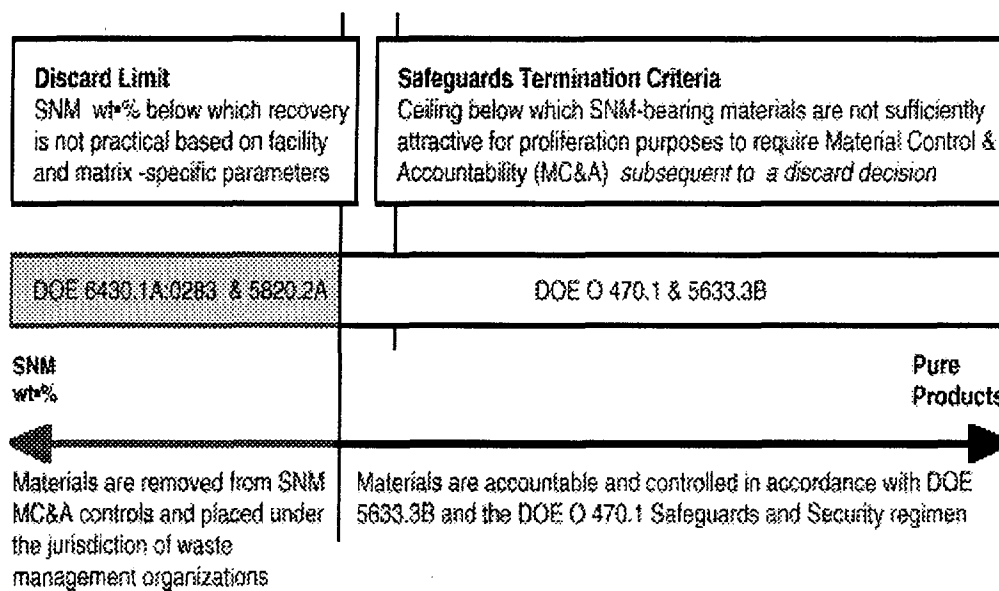 Discard Limit
SNM wt•% below which recovery
is not practical based on facility
and matrix -specific parameters
Safeguards Termination Criteria
Ceiling below which SNM-bearing materials are not sufficiently
attractive for proliferation purposes to require Material Control &
Accountability (MC&A) subsequent to a discard decision
DOE 6430.1A.0283 & 5820.2A
DOE O 470.1 & 5633.3B
SNM
wt•%
Pure
Products
Materials are removed from SNM
MC&A controls and placed under
the jurisdiction of waste
management organizations
Materials are accountable and controlled in accordance with DOE
5633.3B and the DOE O 470.1 Safeguards and Security regimen